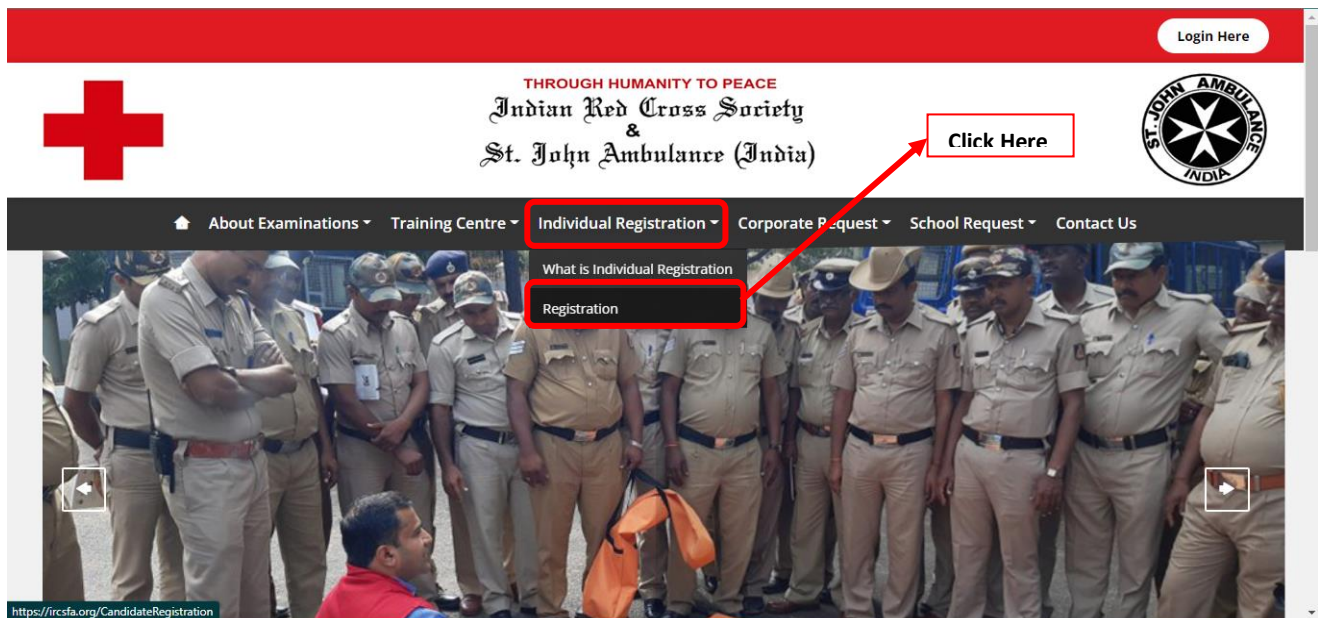 Login Here
THROUGH HUMANITY TO PEACE
Indian Red Cross Society
&
St. John Ambulance (India)
Click Here
ST. JOHN AMBULANCE
INDIA
About Examinations
Training Centre
Individual Registration
Corporate Request
School Request
Contact Us
What is Individual Registration
Registration
https://ircsfa.org/CandidateRegistration